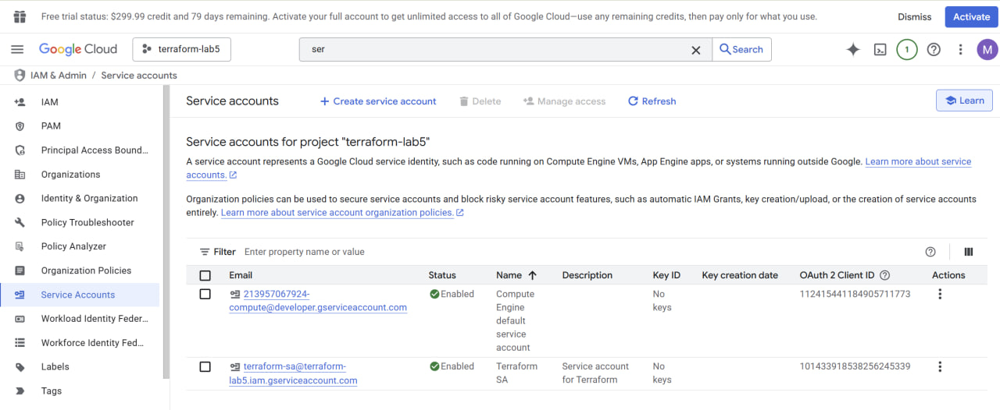 Free trial status: $299.99 credit and 79 days remaining. Activate your full account to get unlimited access to all of Google Cloud—use any remaining credits, then pay only for what you use.
Dismiss
Activate
Google Cloud
terraform-lab5
ser
Search
1
M
IAM & Admin / Service accounts
IAM
PAM
Principal Access Bound...
Organizations
Identity & Organization
Policy Troubleshooter
Policy Analyzer
Organization Policies
Service Accounts
Workload Identity Feder...
Workforce Identity Fed...
Labels
Tags
Service accounts
Create service account
Delete
Manage access
Refresh
Learn
Service accounts for project "terraform-lab5"
A service account represents a Google Cloud service identity, such as code running on Compute Engine VMs, App Engine apps, or systems running outside Google. Learn more about service
accounts.
Organization policies can be used to secure service accounts and block risky service account features, such as automatic IAM Grants, key creation/upload, or the creation of service accounts
entirely. Learn more about service account organization policies.
Filter Enter property name or value
Email Status Name Description Key ID Key creation date OAuth 2 Client ID Actions
213957067924-
compute@developer.gserviceaccount.com
Enabled
Compute
Engine
default
service
account
No
keys
112415441184905711773
terraform-sa@terraform-
lab5.iam.gserviceaccount.com
Enabled
Terraform
SA
Service account
for Terraform
No
keys
101433918538256245339